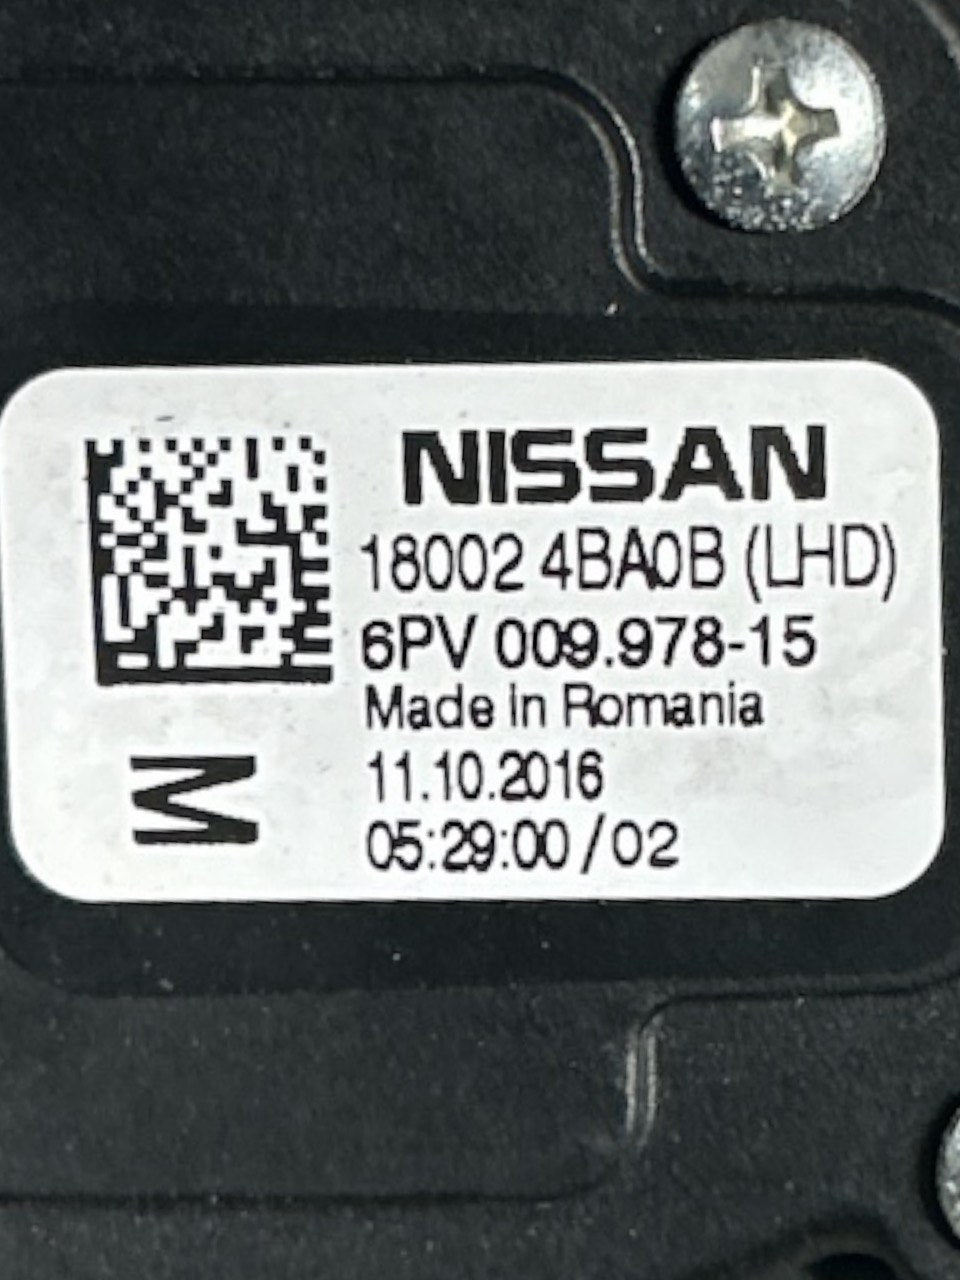 NISSAN
18002 4BA0B (LHD)
6PV 009.978-15
Made in Romania
11.10.2016
05:29:00 / 02
M